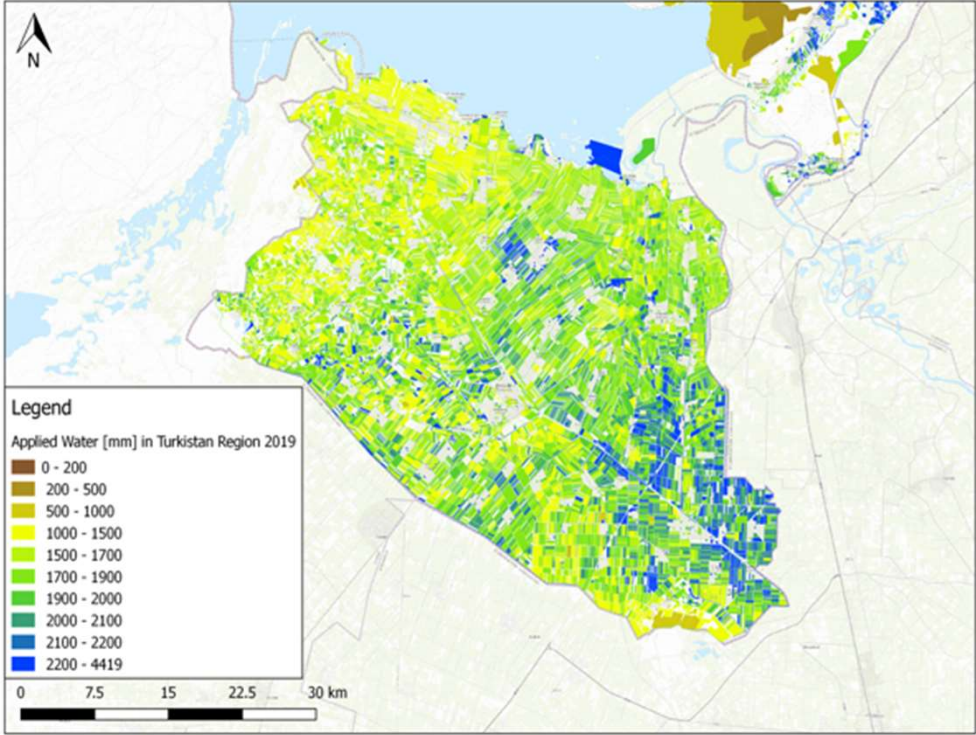 N
Legend
Applied Water [mm] in Turkistan Region 2019
0 - 200
200 - 500
500 - 1000
1000 - 1500
1500 - 1700
1700 - 1900
1900 - 2000
2000 - 2100
2100 - 2200
2200 - 4419
0 7.5 15 22.5 30 km